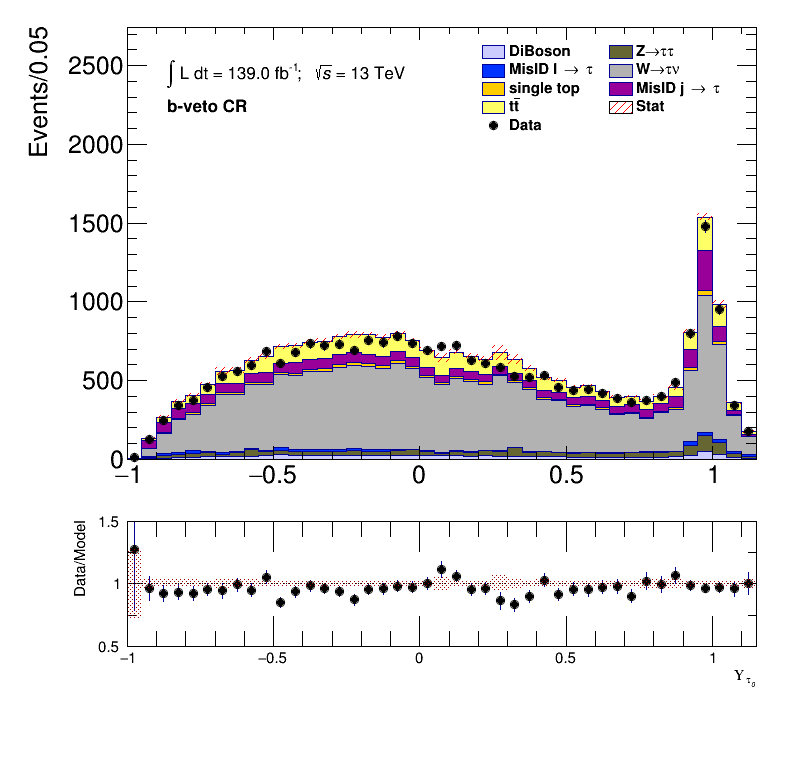 Events/0.05
2500
2000
1500
1000
500
0
∫ L dt = 139.0 fb⁻¹; √s = 13 TeV
b-veto CR
DiBoson
MisID l → τ
single top
tt̄
Data
Z→ττ
W→τν
MisID j → τ
Stat
−1 −0.5 0 0.5 1
Data/Model
1.5
1
0.5
−1 −0.5 0 0.5 1